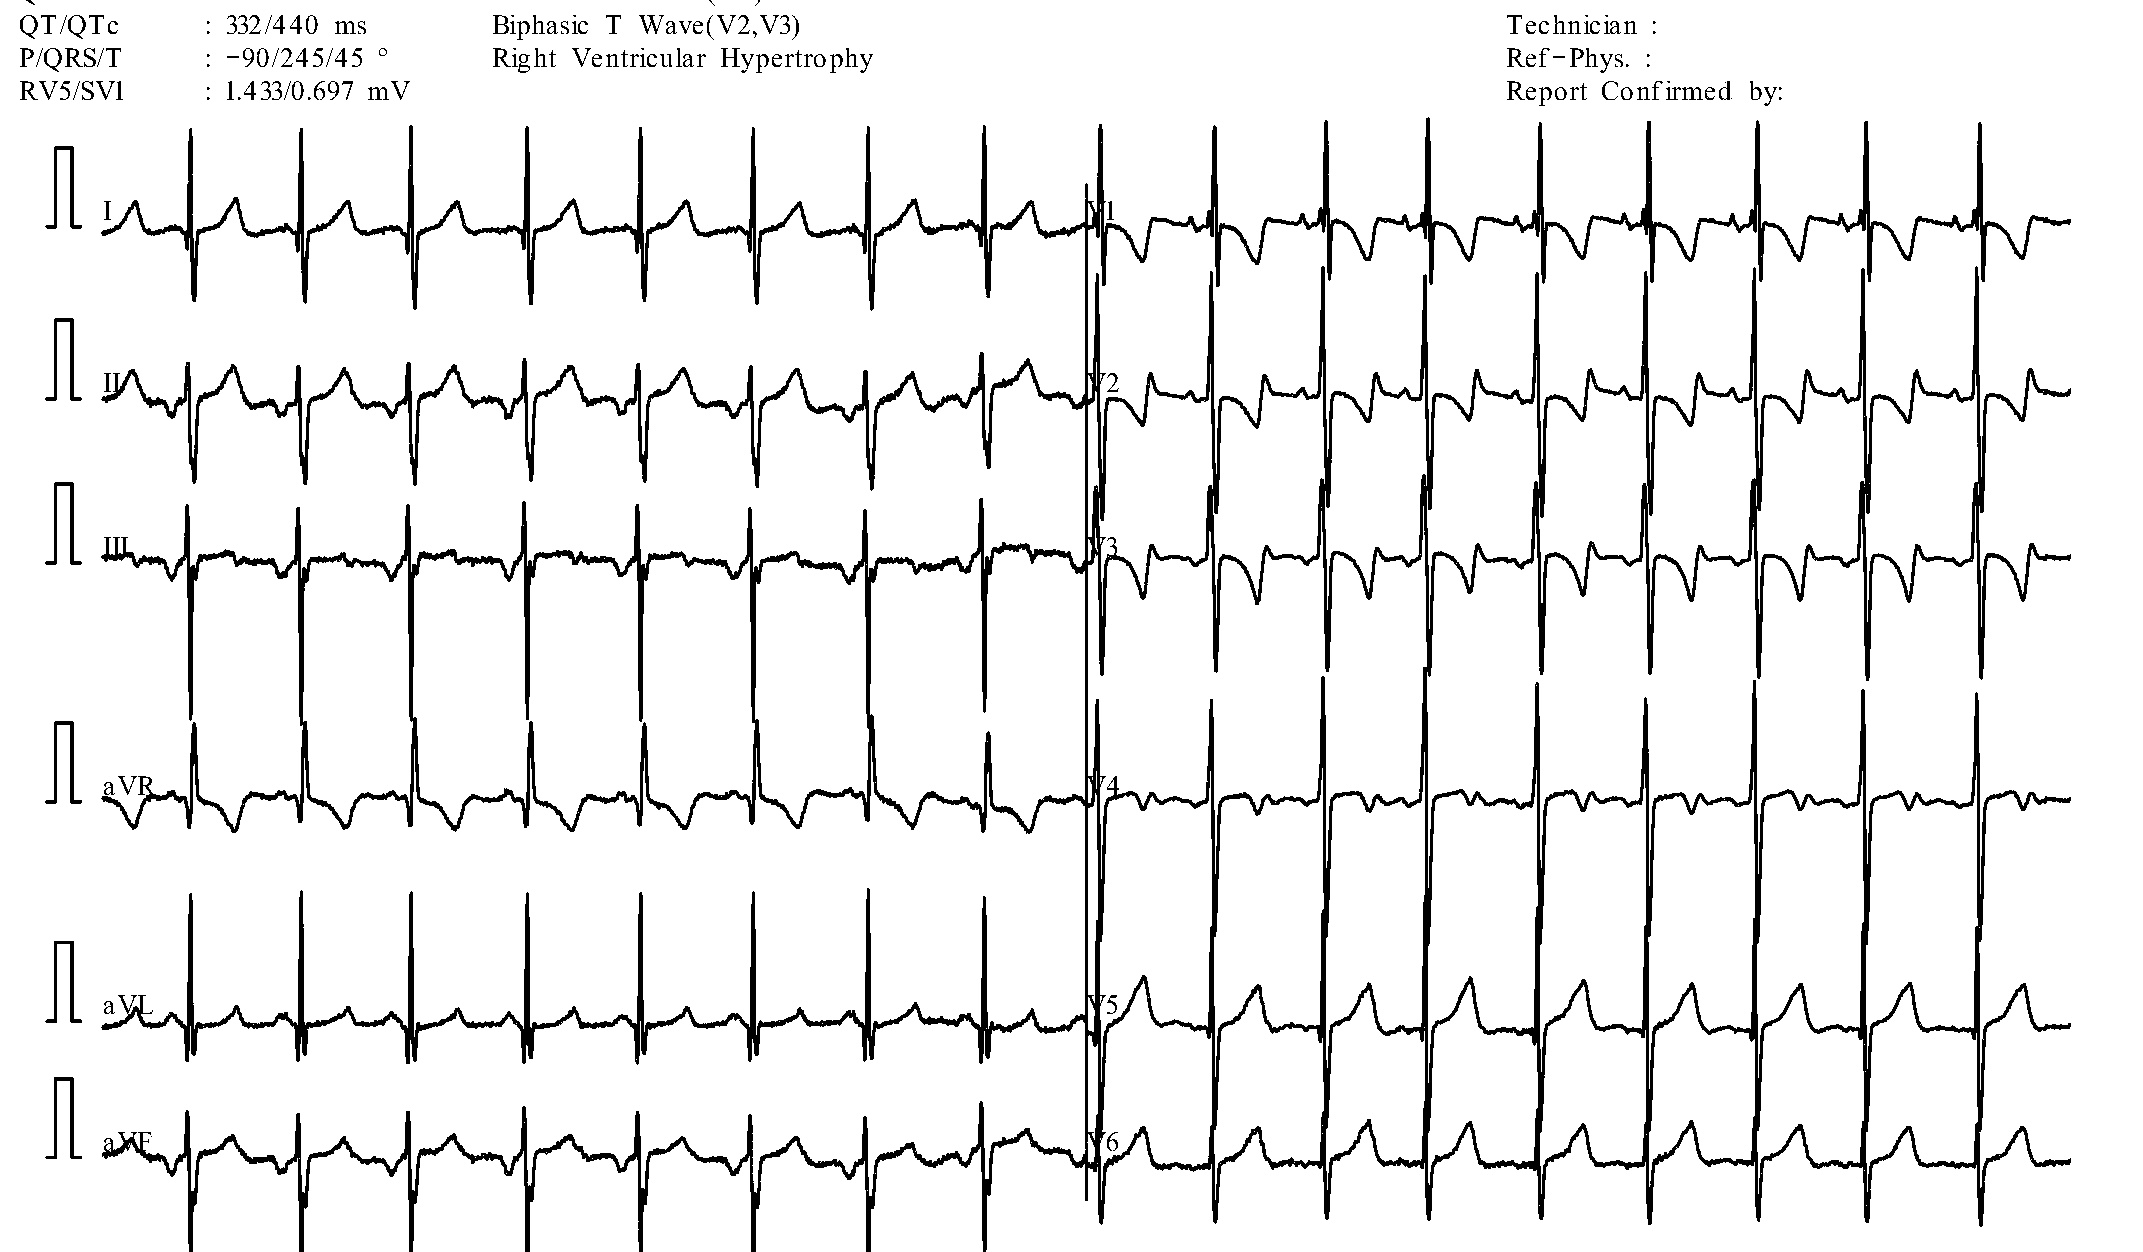 QT/QTc : 332/440 ms
P/QRS/T : −90/245/45 °
RV5/SV1 : 1.433/0.697 mV
Biphasic T Wave(V2,V3)
Right Ventricular Hypertrophy
Technician :
Ref−Phys. :
Report Confirmed by:
I
II
III
aVR
aVL
aVF
V1
V2
V3
V4
V5
V6